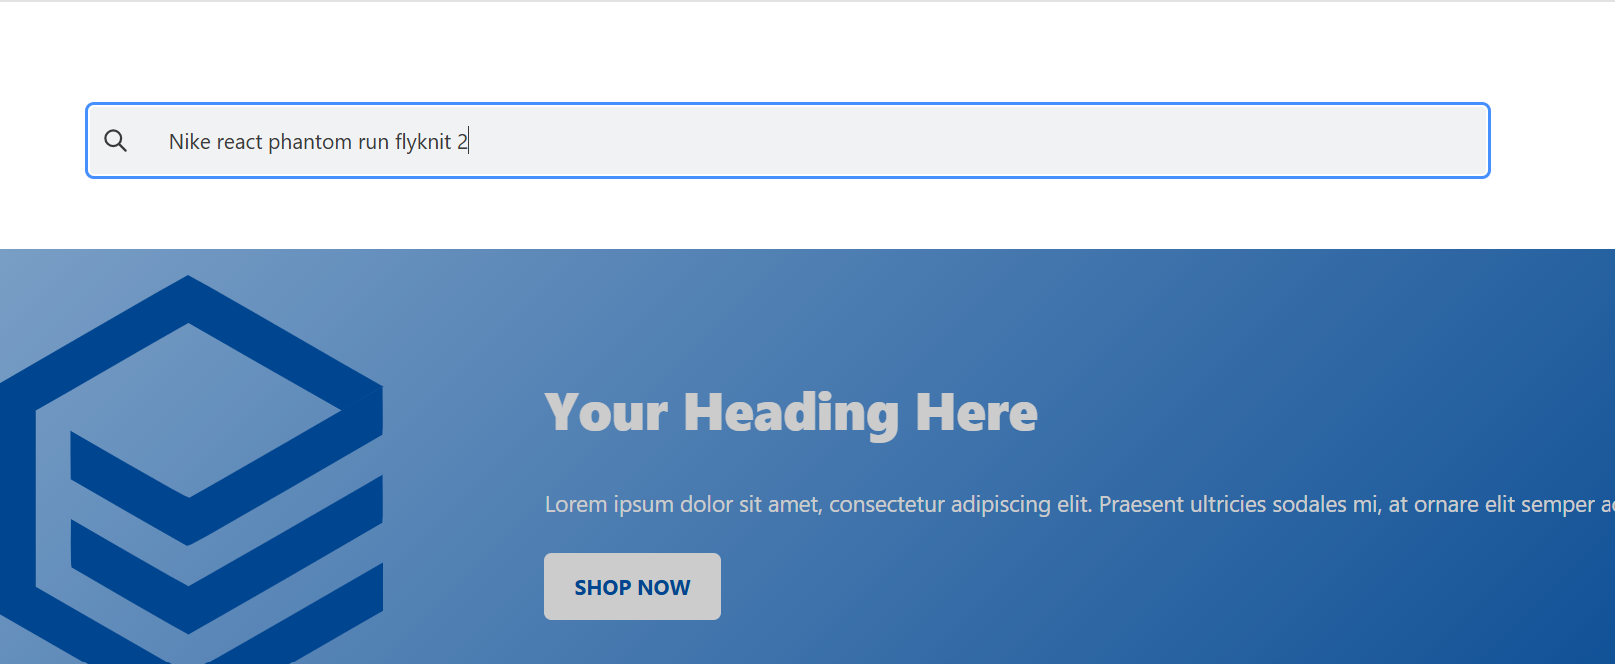 Nike react phantom run flyknit 2
Your Heading Here
Lorem ipsum dolor sit amet, consectetur adipiscing elit. Praesent ultricies sodales mi, at ornare elit semper
SHOP NOW